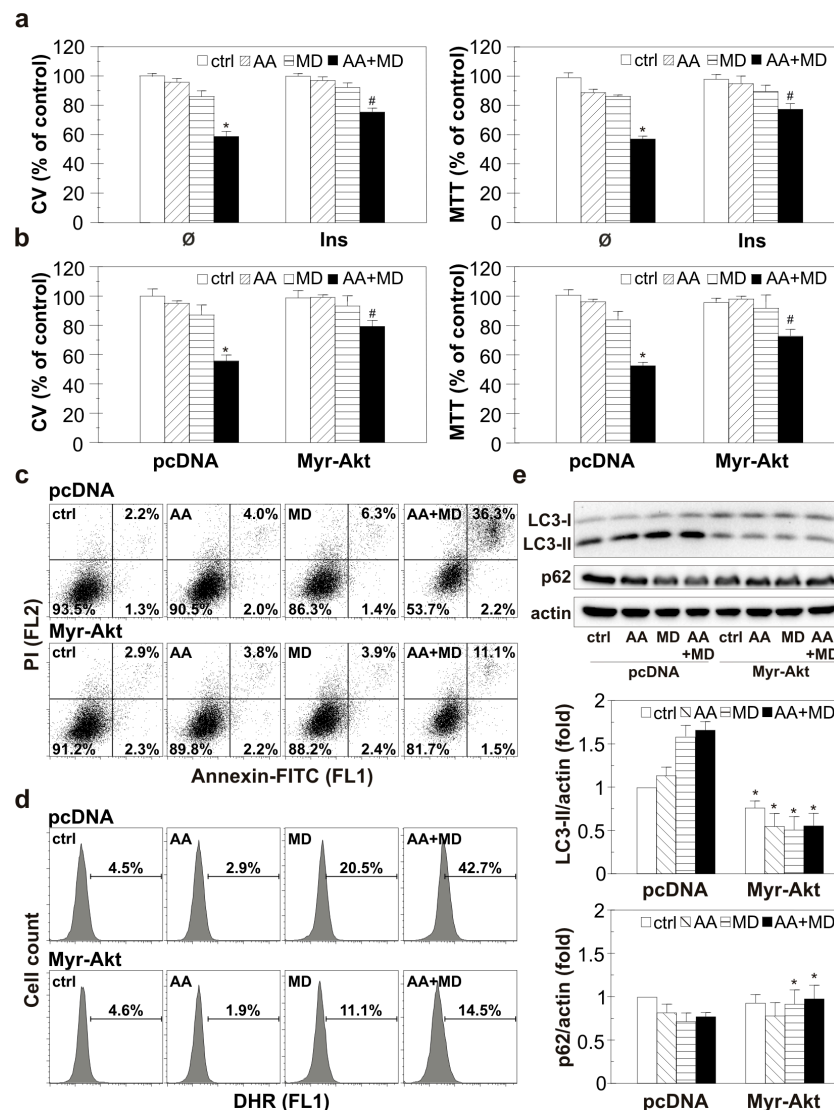 a
120
100
80
60
40
20
0
CV (% of control)
ctrl AA MD AA+MD
*
#
Ø Ins
120
100
80
60
40
20
0
MTT (% of control)
ctrl AA MD AA+MD
*
#
Ø Ins
b
120
100
80
60
40
20
0
CV (% of control)
ctrl AA MD AA+MD
*
#
pcDNA Myr-Akt
120
100
80
60
40
20
0
MTT (% of control)
ctrl AA MD AA+MD
*
#
pcDNA Myr-Akt
c
pcDNA
ctrl 2.2% AA 4.0% MD 6.3% AA+MD 36.3%
93.5% 1.3% 90.5% 2.0% 86.3% 1.4% 53.7% 2.2%
Myr-Akt
ctrl 2.9% AA 3.8% MD 3.9% AA+MD 11.1%
91.2% 2.3% 89.8% 2.2% 88.2% 2.4% 81.7% 1.5%
PI (FL2)
Annexin-FITC (FL1)
d
pcDNA
ctrl AA MD AA+MD
4.5% 2.9% 20.5% 42.7%
Myr-Akt
ctrl AA MD AA+MD
4.6% 1.9% 11.1% 14.5%
Cell count
DHR (FL1)
e
LC3-I
LC3-II
p62
actin
ctrl AA MD AA ctrl AA MD AA
+MD +MD
pcDNA Myr-Akt
2
1.5
1
0.5
0
LC3-II/actin (fold)
ctrl AA MD AA+MD
* * * *
pcDNA Myr-Akt
2
1.5
1
0.5
0
p62/actin (fold)
ctrl AA MD AA+MD
* *
pcDNA Myr-Akt